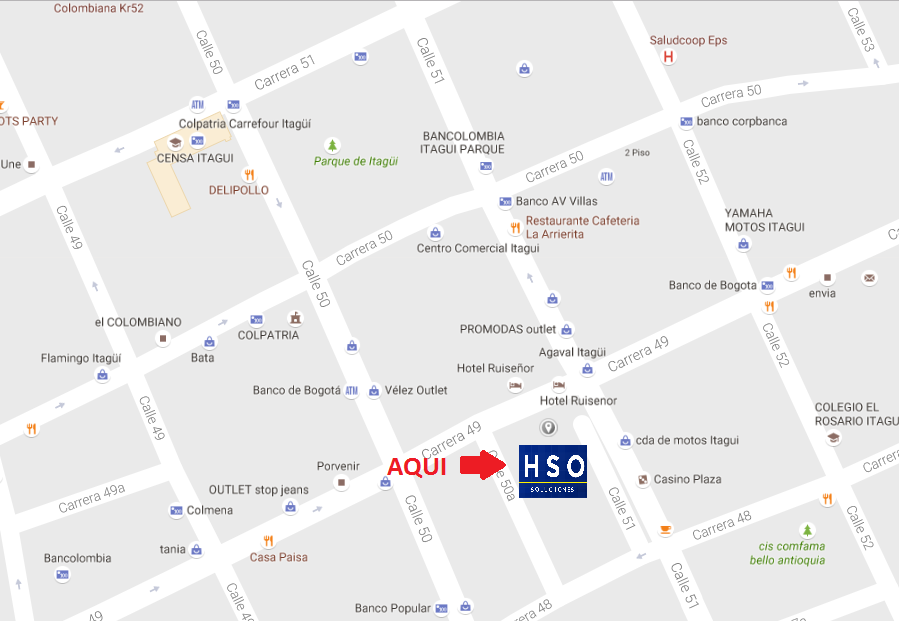 Colombiana Kr52
Calle 50
Carrera 51
Calle 51
Saludcoop Eps
Calle 53
Carrera 50
OTS PARTY
ATM
Colpatria Carrefour Itagüí
banco corpbanca
BANCOLOMBIA
ITAGUI PARQUE
CENSA ITAGUI
Parque de Itagüí
2 Piso
Carrera 50
Une
ATM
Calle 52
DELIPOLLO
Banco AV Villas
Restaurante Cafeteria
La Arrierita
YAMAHA
MOTOS ITAGUI
Calle 49
Carrera 50
Centro Comercial Itagui
Calle 50
Banco de Bogota
envia
el COLOMBIANO
COLPATRIA
PROMODAS outlet
Calle 52
Flamingo Itagüí
Bata
Agaval Itagüi
Carrera 49
Hotel Ruiseñor
Banco de Bogotá
ATM
Vélez Outlet
Hotel Ruisenor
Calle 49
COLEGIO EL
ROSARIO ITAGU
Carrera 49
cda de motos Itagui
AQUI
HSO
SOLUCIONES
Calle 50a
Porvenir
Casino Plaza
Carrera
OUTLET stop jeans
Carrera 49a
Colmena
Calle 51
Calle 50
Carrera 48
Calle 52
tania
Casa Paisa
cis comfama
bello antioquia
Bancolombia
Calle 51
Banco Popular
48
49
Calle 4